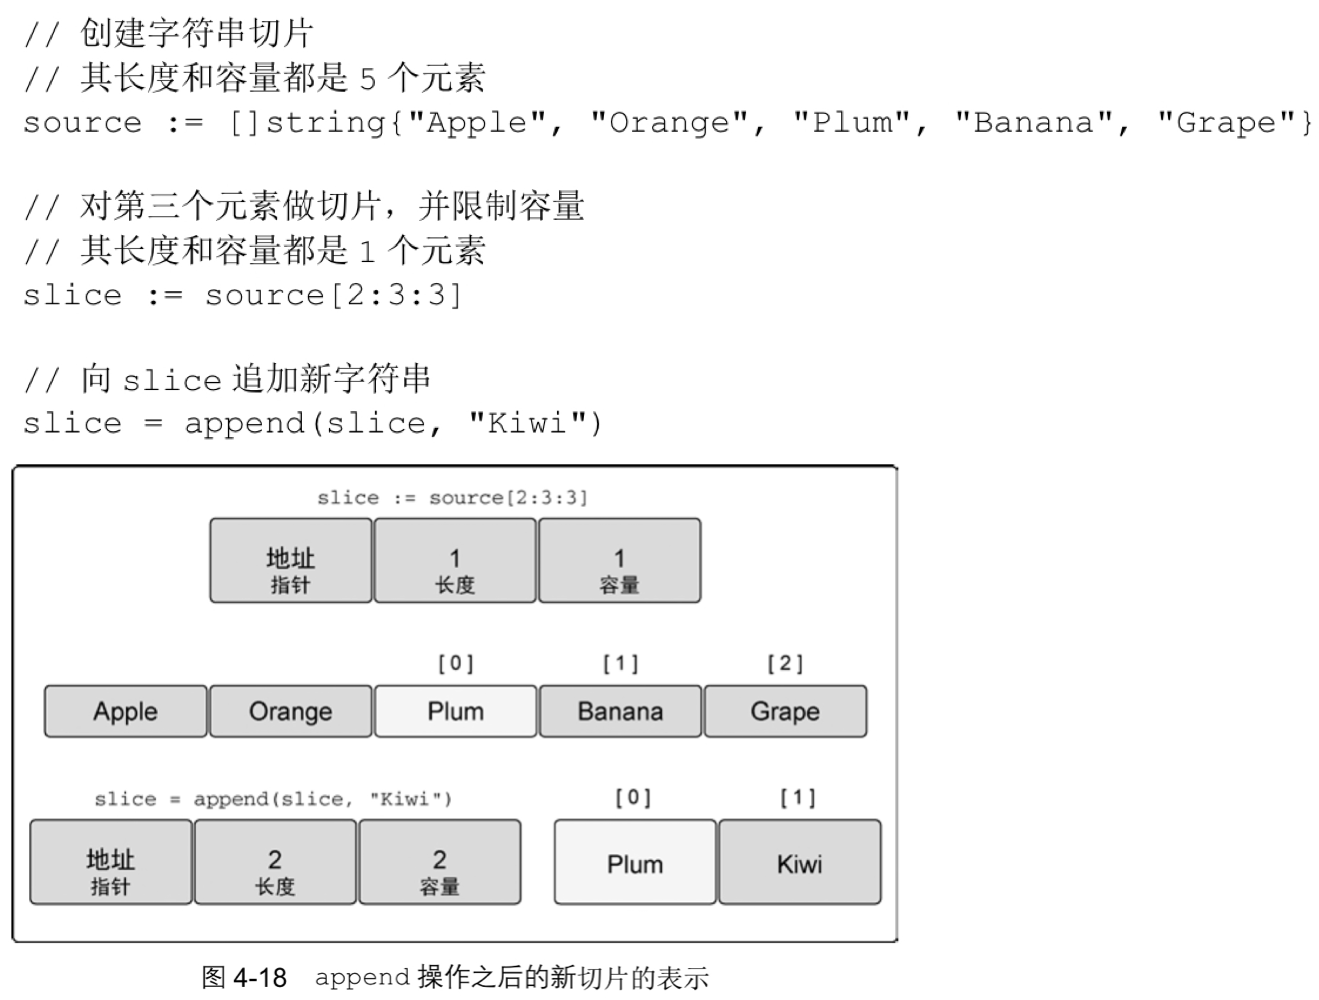 // 创建字符串切片
// 其长度和容量都是 5 个元素
source := []string{"Apple", "Orange", "Plum", "Banana", "Grape"}
// 对第三个元素做切片，并限制容量
// 其长度和容量都是 1 个元素
slice := source[2:3:3]
// 向 slice 追加新字符串
slice = append(slice, "Kiwi")
slice := source[2:3:3]
地址 1 1
指针 长度 容量
[0] [1] [2]
Apple Orange Plum Banana Grape
slice = append(slice, "Kiwi") [0] [1]
地址 2 2 Plum Kiwi
指针 长度 容量
图 4-18 append 操作之后的新切片的表示